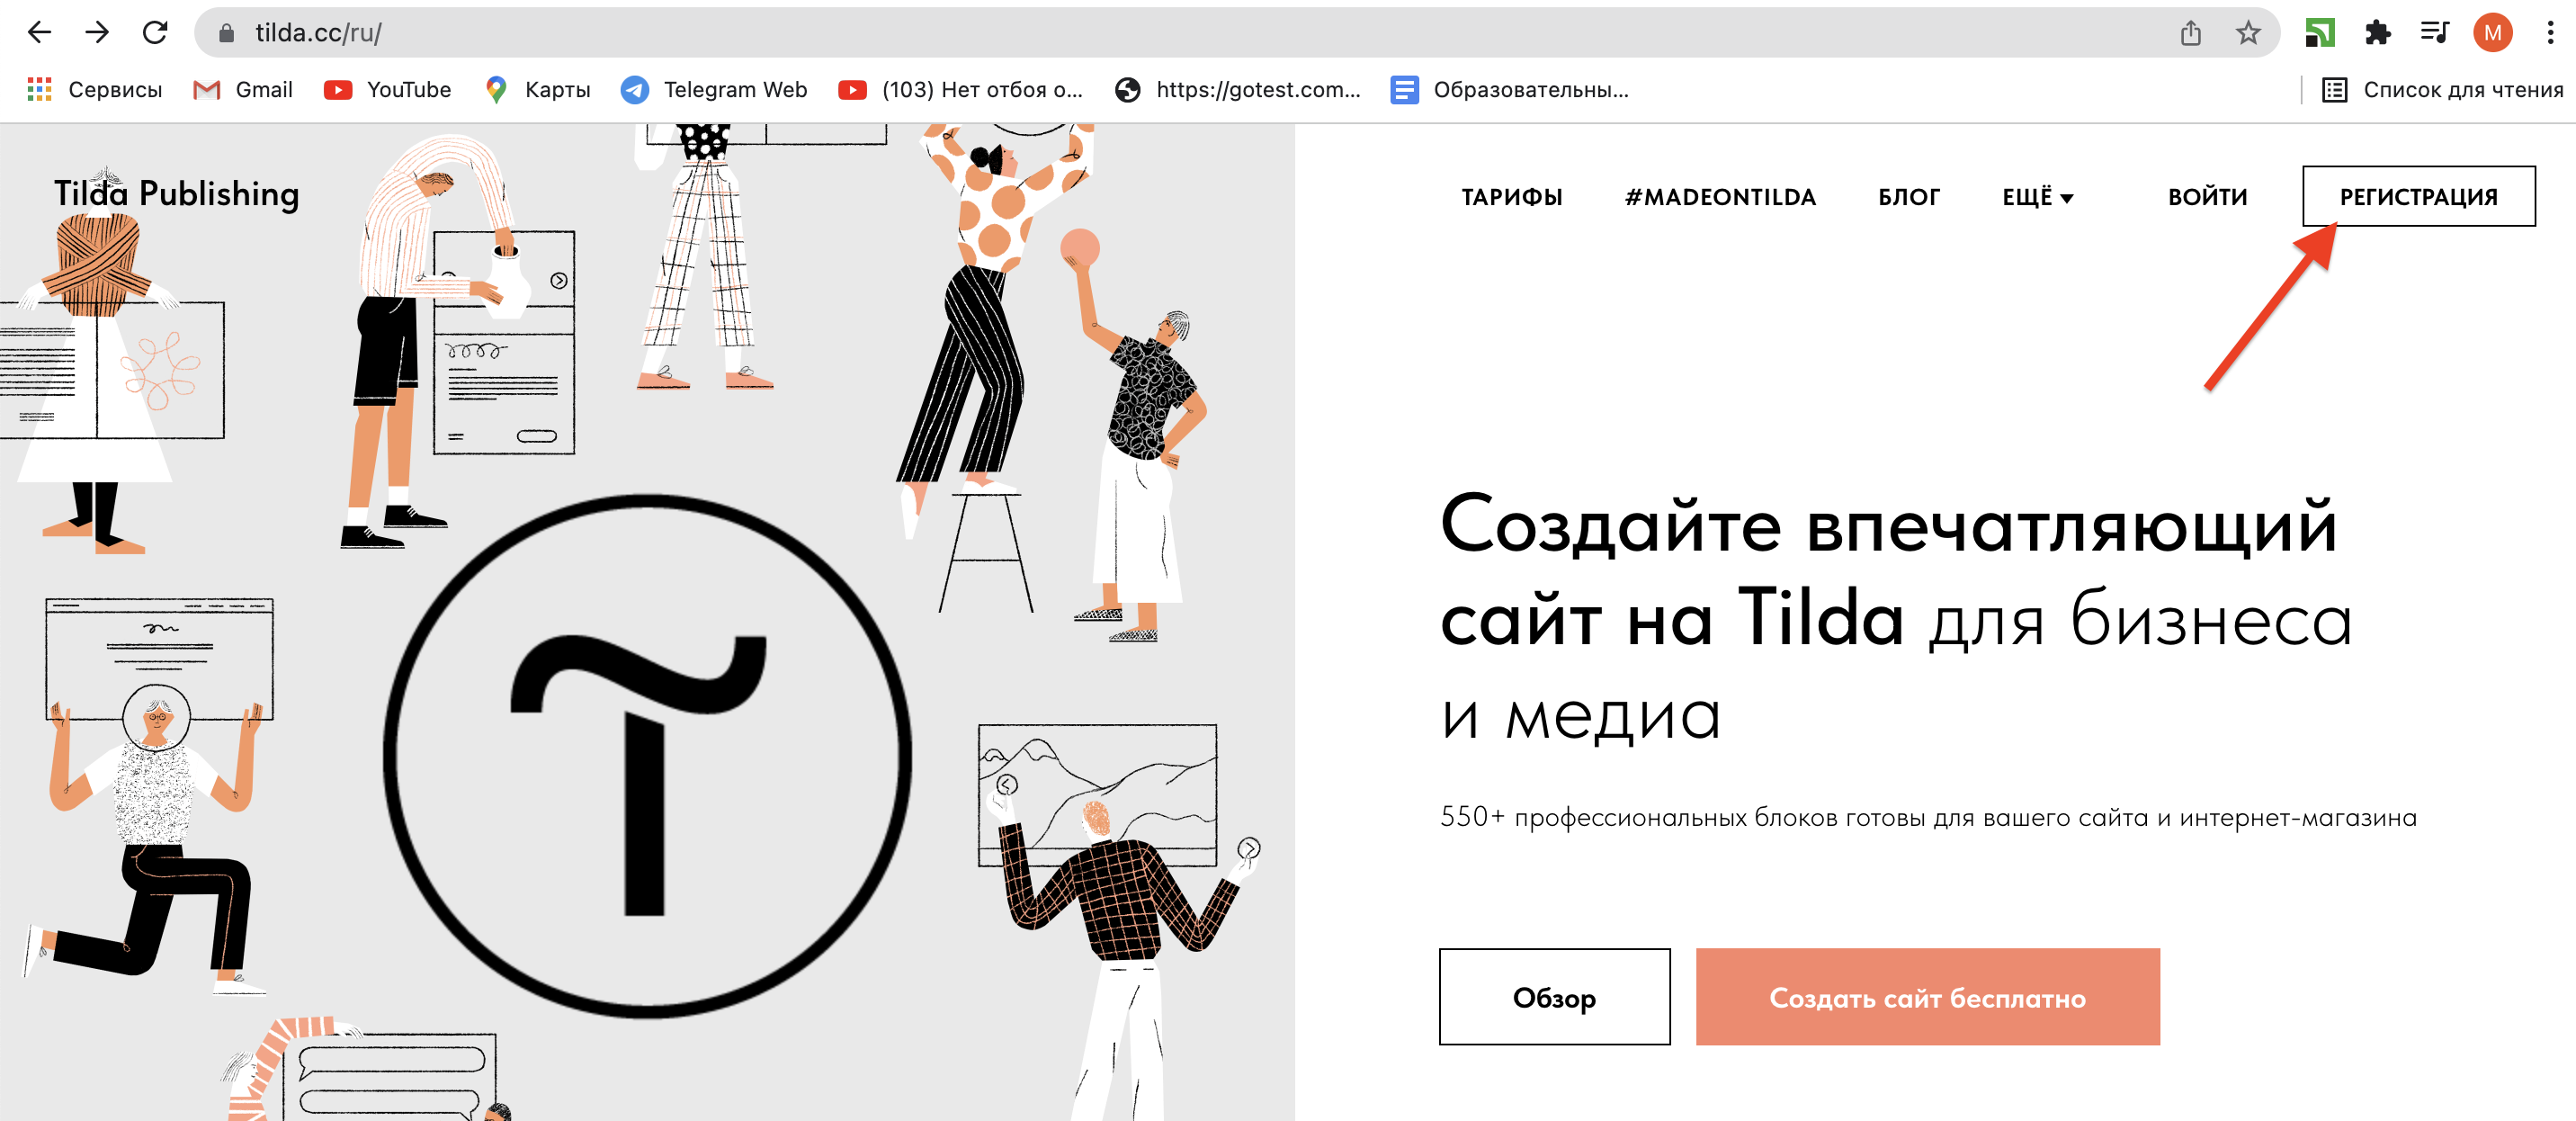 tilda.cc/ru/
M
Сервисы Gmail YouTube Карты Telegram Web (103) Нет отбоя о... https://gotest.com... Образовательны... Список для чтения
Tilda Publishing
ТАРИФЫ #MADEONTILDA БЛОГ ЕЩЁ ВОЙТИ РЕГИСТРАЦИЯ
Создайте впечатляющий
сайт на Tilda для бизнеса
и медиа
550+ профессиональных блоков готовы для вашего сайта и интернет-магазина
Обзор Создать сайт бесплатно